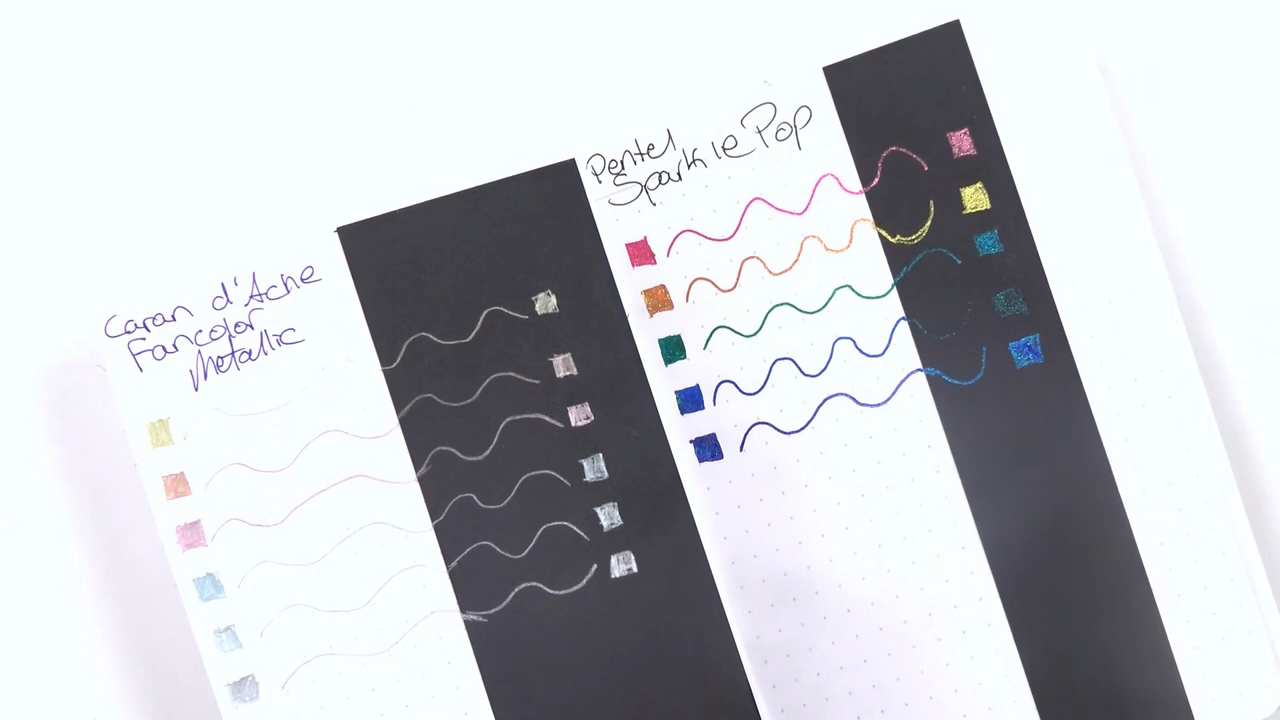 Caran d'Ache
Fancolor
Metallic
Pentel
Sparkle Pop